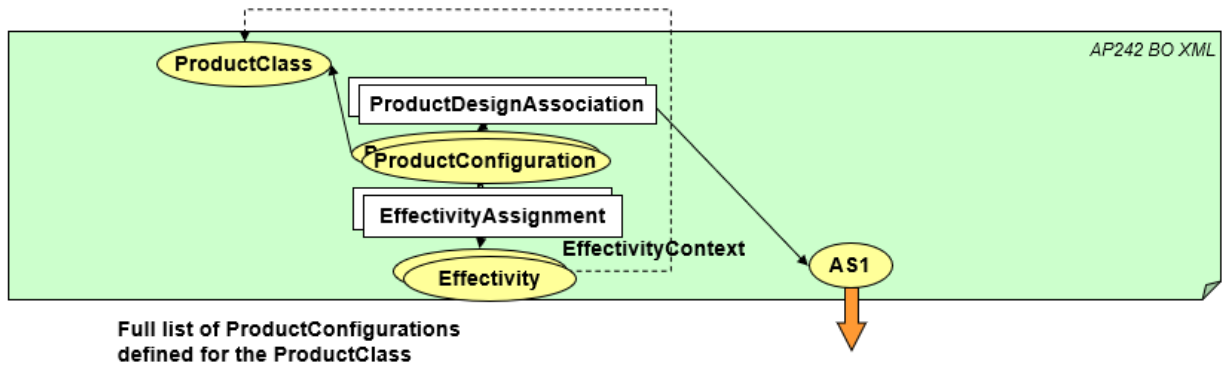 AP242 BO XML
ProductClass
ProductDesignAssociation
ProductConfiguration
EffectivityAssignment
EffectivityContext
Effectivity
AS1
Full list of ProductConfigurations
defined for the ProductClass